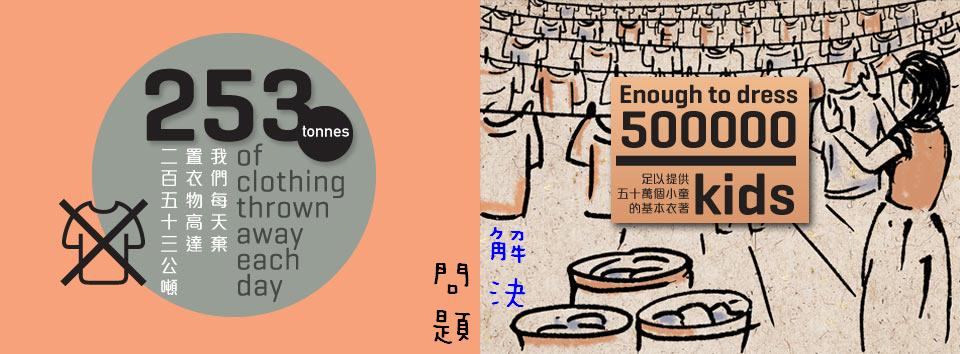 253
tonnes
of
clothing
thrown
away
each
day
我們每天棄
置衣物高達
二百五十三公噸
問題
Enough to dress
500000
足以提供
五十萬個小童
的基本衣著
kids
解決